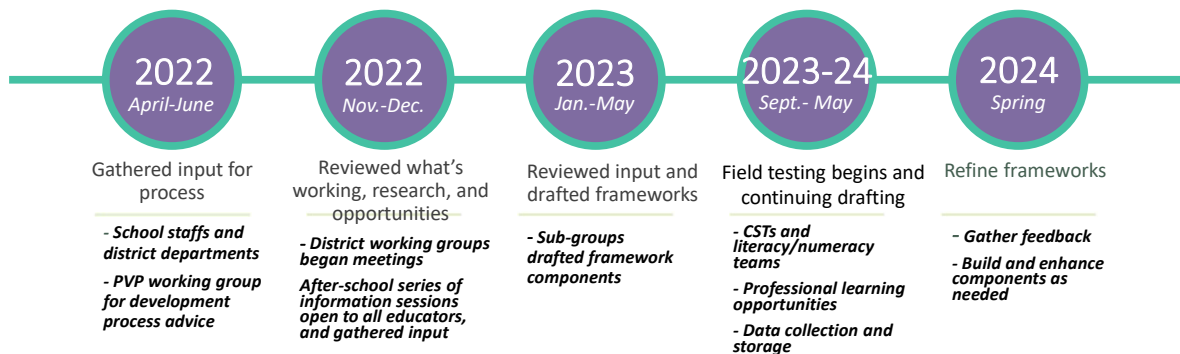 2022
April-June
Gathered input for
process
- School staffs and
district departments
- PVP working group
for development
process advice
2022
Nov.-Dec.
Reviewed what's
working, research, and
opportunities
- District working groups
began meetings
After-school series of
information sessions
open to all educators,
and gathered input
2023
Jan.-May
Reviewed input and
drafted frameworks
- Sub-groups
drafted framework
components
2023-24
Sept.- May
Field testing begins and
continuing drafting
- CSTs and
literacy/numeracy
teams
- Professional learning
opportunities
- Data collection and
storage
2024
Spring
Refine frameworks
- Gather feedback
- Build and enhance
components as
needed